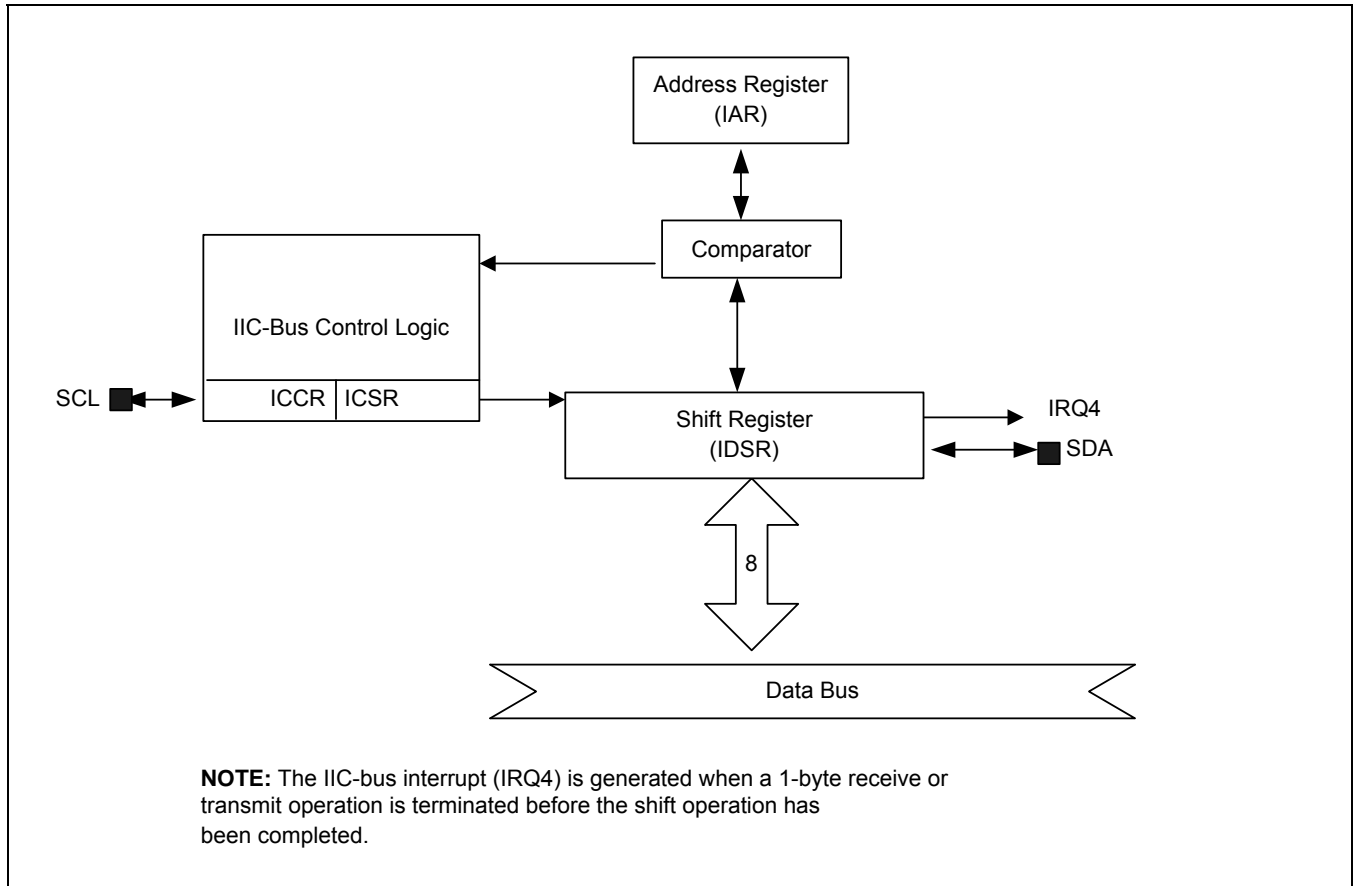 Address Register
(IAR)
Comparator
IIC-Bus Control Logic
SCL
ICCR
ICSR
Shift Register
(IDSR)
IRQ4
SDA
8
Data Bus
NOTE: The IIC-bus interrupt (IRQ4) is generated when a 1-byte receive or
transmit operation is terminated before the shift operation has
been completed.